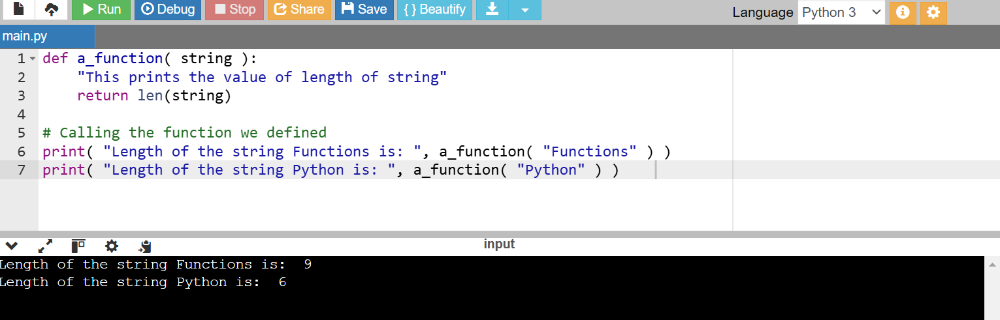 Run Debug Stop Share Save { } Beautify Language Python 3
main.py
1 def a_function( string ):
2     "This prints the value of length of string"
3     return len(string)
4
5 # Calling the function we defined
6 print( "Length of the string Functions is: ", a_function( "Functions" ) )
7 print( "Length of the string Python is: ", a_function( "Python" ) )
input
Length of the string Functions is:  9
Length of the string Python is:  6